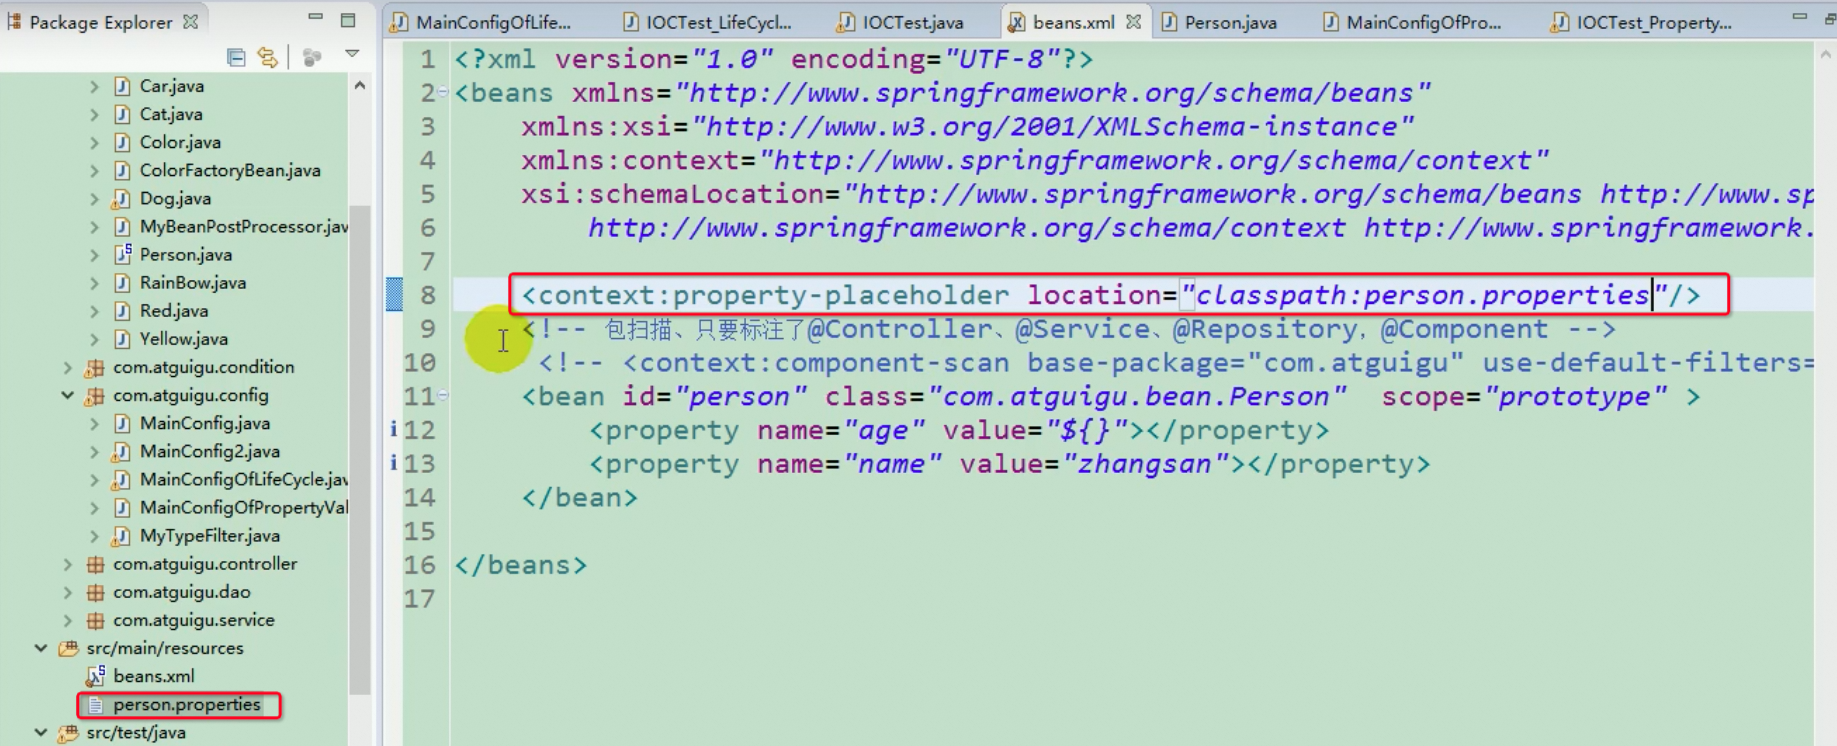 Package Explorer
Car.java
Cat.java
Color.java
ColorFactoryBean.java
Dog.java
MyBeanPostProcessor.jav
Person.java
RainBow.java
Red.java
Yellow.java
com.atguigu.condition
com.atguigu.config
MainConfig.java
MainConfig2.java
MainConfigOfLifeCycle.jav
MainConfigOfPropertyVal
MyTypeFilter.java
com.atguigu.controller
com.atguigu.dao
com.atguigu.service
src/main/resources
beans.xml
person.properties
src/test/java
MainConfigOfLife... IOCTest_LifeCycl... IOCTest.java beans.xml Person.java MainConfigOfPro... IOCTest_Property...
1 <?xml version="1.0" encoding="UTF-8"?>
2 <beans xmlns="http://www.springframework.org/schema/beans"
3 xmlns:xsi="http://www.w3.org/2001/XMLSchema-instance"
4 xmlns:context="http://www.springframework.org/schema/context"
5 xsi:schemaLocation="http://www.springframework.org/schema/beans http://www.sp
6 http://www.springframework.org/schema/context http://www.springframework.
7
8 <context:property-placeholder location="classpath:person.properties"/>
9 <!-- 包扫描、只要标注了@Controller、@Service、@Repository，@Component -->
10 <!-- <context:component-scan base-package="com.atguigu" use-default-filters=
11 <bean id="person" class="com.atguigu.bean.Person" scope="prototype" >
12 <property name="age" value="${}"></property>
13 <property name="name" value="zhangsan"></property>
14 </bean>
15
16 </beans>
17